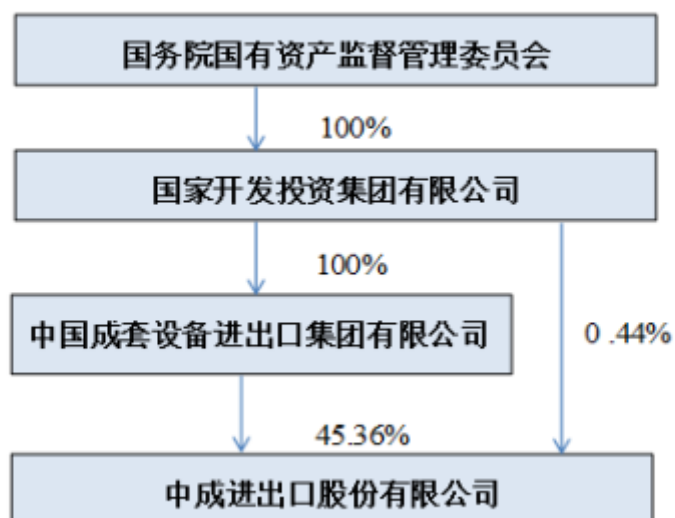 国务院国有资产监督管理委员会
100%
国家开发投资集团有限公司
100%
中国成套设备进出口集团有限公司
0 .44%
45.36%
中成进出口股份有限公司